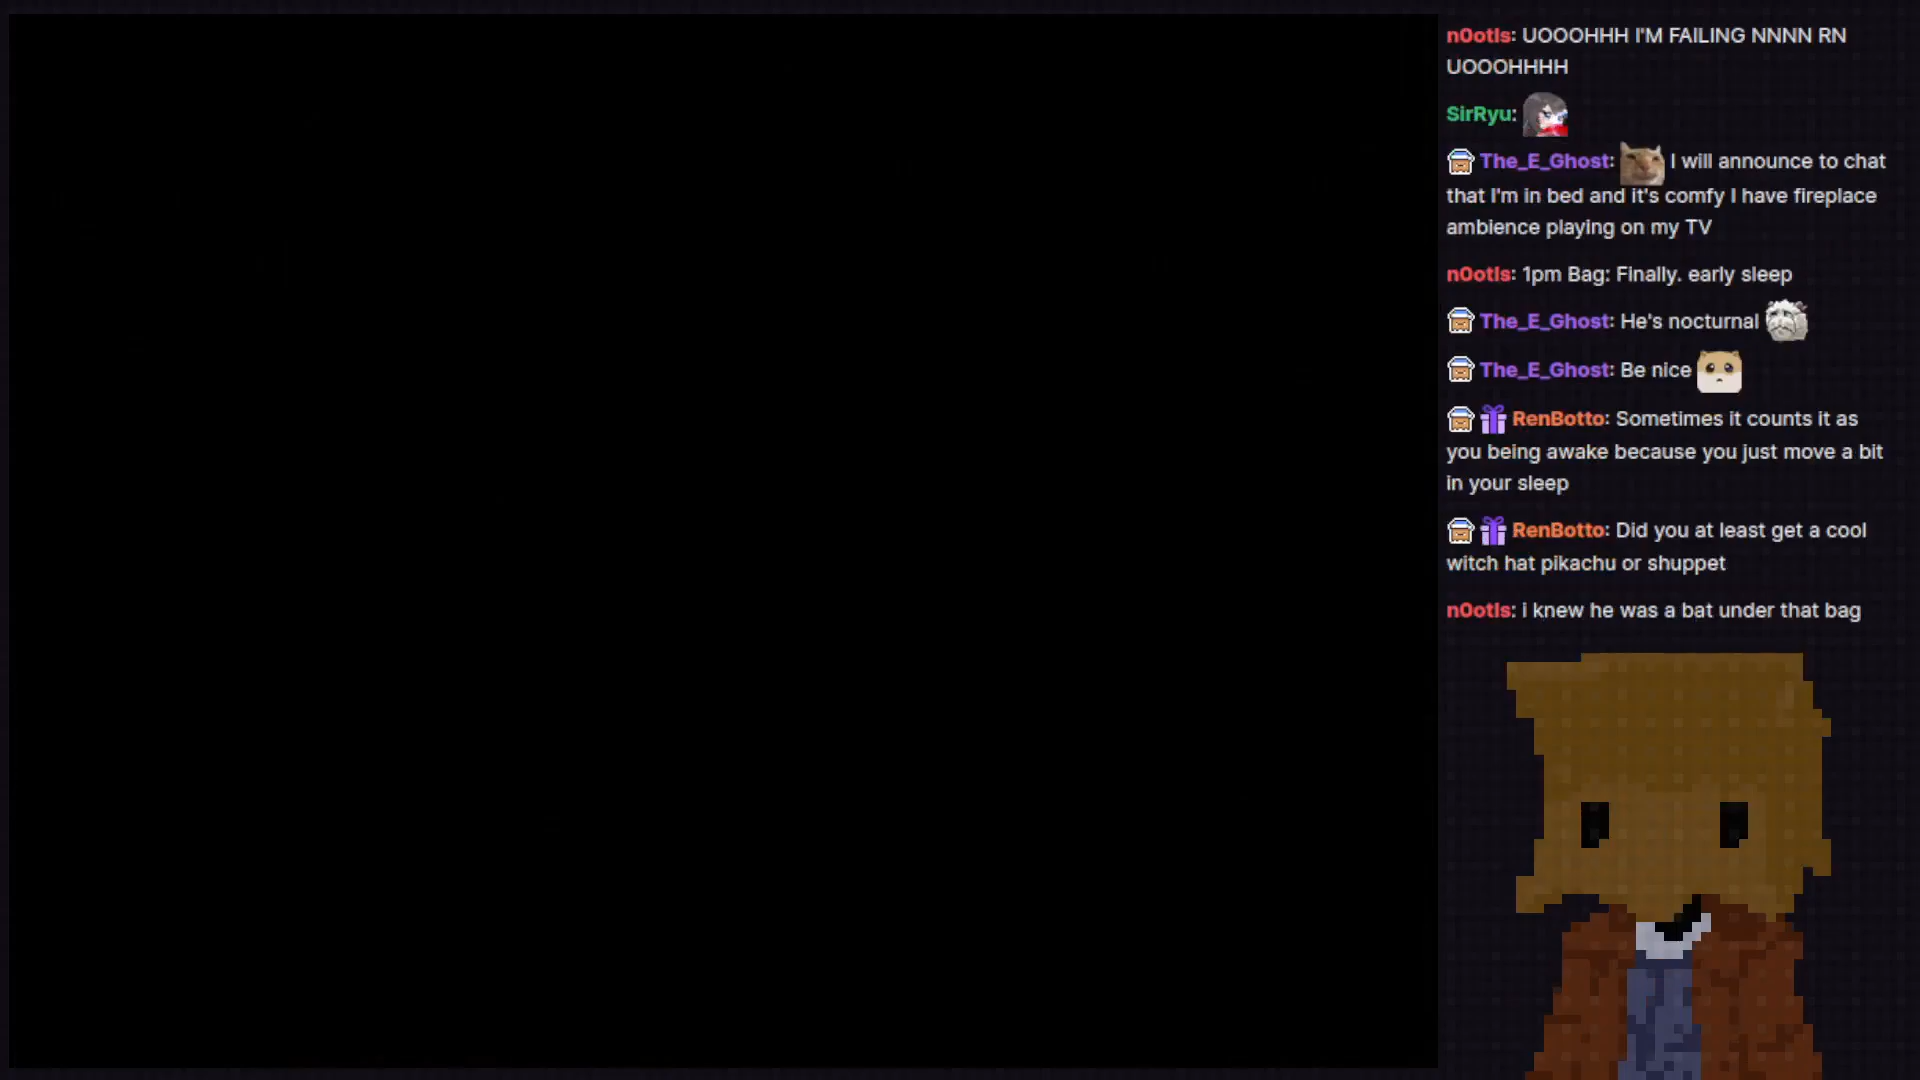 n0otls: UOOOHHH I'M FAILING NNNN RN
UOOOHHHH
SirRyu:
The_E_Ghost: I will announce to chat
that I'm in bed and it's comfy I have fireplace
ambience playing on my TV
n0otls: 1pm Bag: Finally. early sleep
The_E_Ghost: He's nocturnal
The_E_Ghost: Be nice
RenBotto: Sometimes it counts it as
you being awake because you just move a bit
in your sleep
RenBotto: Did you at least get a cool
witch hat pikachu or shuppet
n0otls: i knew he was a bat under that bag